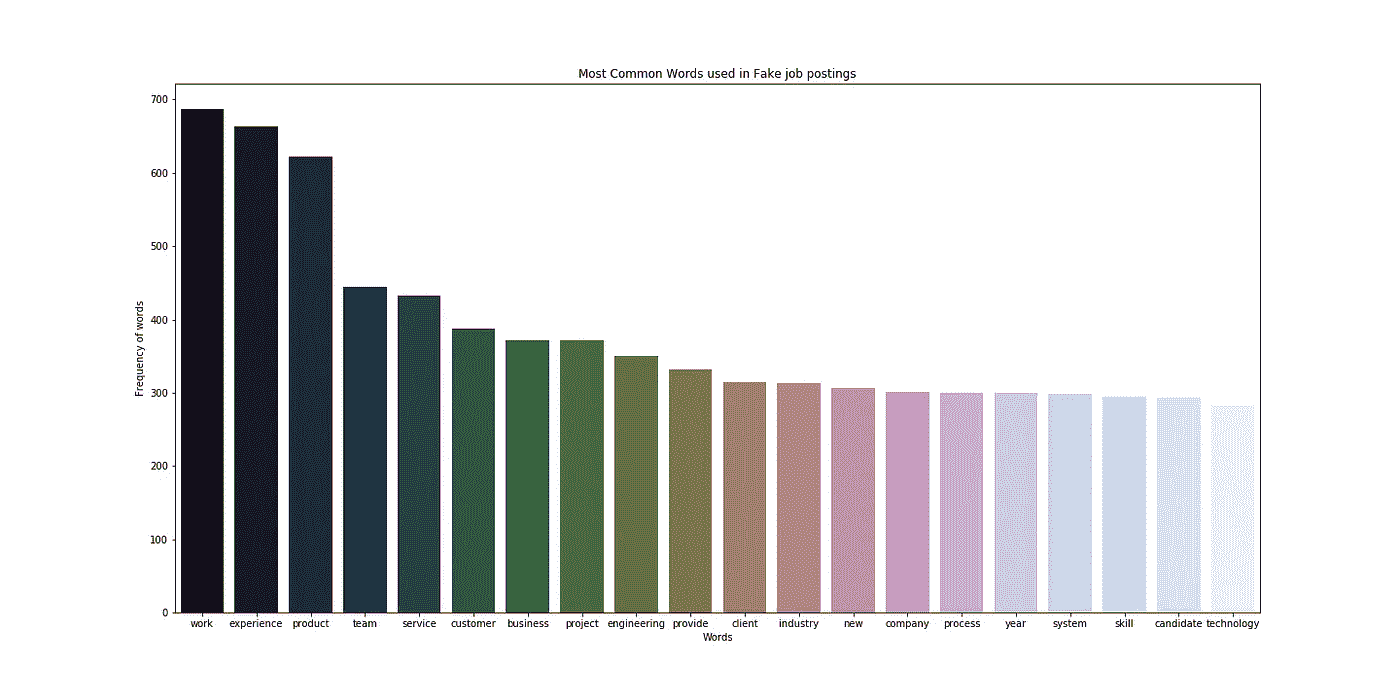 Most Common Words used in Fake job postings
700
600
500
400
300
200
100
0
Frequency of words
work experience product team service customer business project engineering provide client industry new company process year system skill candidate technology
Words